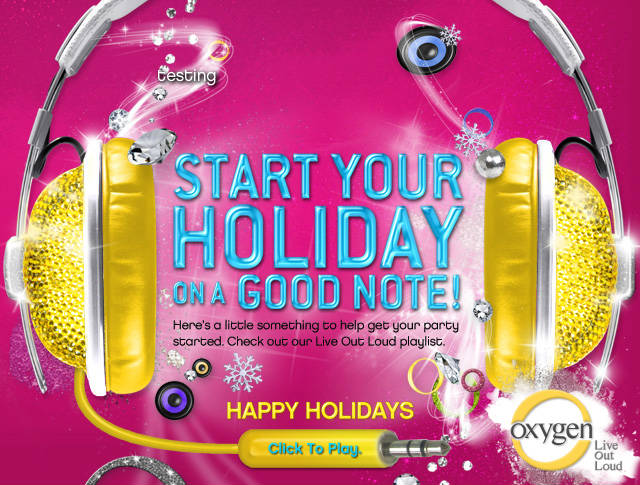 testing
START YOUR
HOLIDAY
ON A GOOD NOTE!
Here's a little something to help get your party
started. Check out our Live Out Loud playlist.
HAPPY HOLIDAYS
Click To Play.
oxygen
Live
Out
Loud